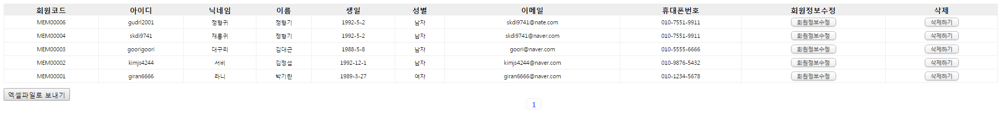 회원코드 아이디 닉네임 이름 생일 성별 이메일 휴대폰번호 회원정보수정 삭제
MEM00006 gudrl2001 정형귀 정형기 1992-5-2 남자 skdi9741@nate.com 010-7551-9911 회원정보수정 삭제하기
MEM00004 skdi9741 재롱귀 정형기 1992-5-2 남자 skdi9741@naver.com 010-7551-9911 회원정보수정 삭제하기
MEM00003 goorigoori 대구리 김대근 1988-5-8 남자 goori@naver.com 010-5555-6666 회원정보수정 삭제하기
MEM00002 kimjs4244 서비 김정섭 1992-12-1 남자 kimjs4244@naver.com 010-9876-5432 회원정보수정 삭제하기
MEM00001 giran6666 라니 박기란 1989-3-27 여자 giran6666@naver.com 010-1234-5678 회원정보수정 삭제하기
엑셀파일로 보내기
1